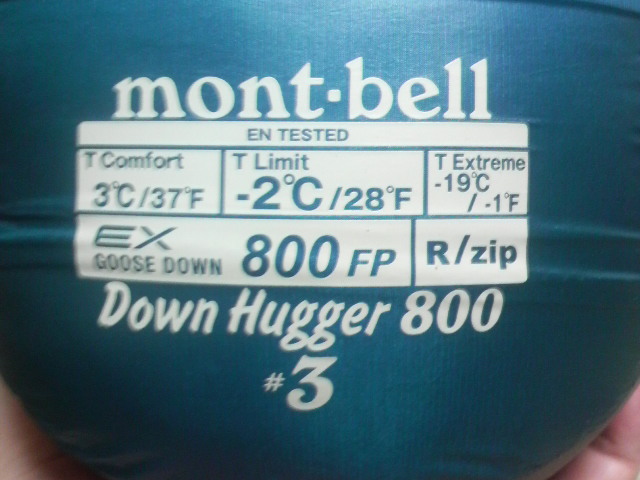 mont·bell
EN TESTED
T Comfort T Limit T Extreme
3℃/37°F -2℃/28°F -19℃ / -1°F
EX GOOSE DOWN 800 FP R/zip
Down Hugger 800
#3